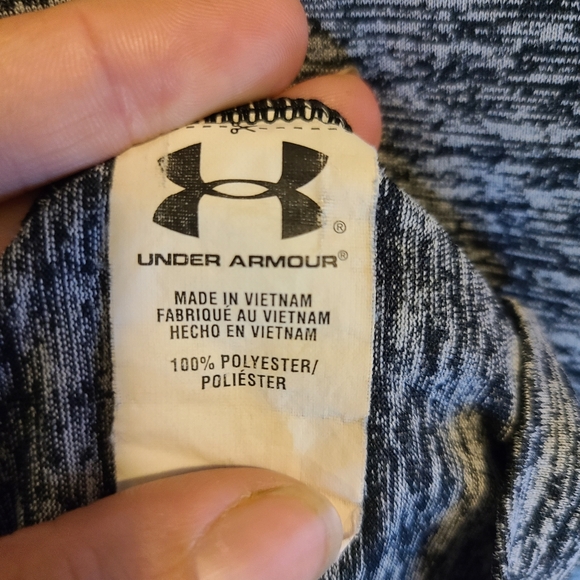 ®
UNDER ARMOUR®
MADE IN VIETNAM
FABRIQUÉ AU VIETNAM
HECHO EN VIETNAM
100% POLYESTER/
POLIÉSTER